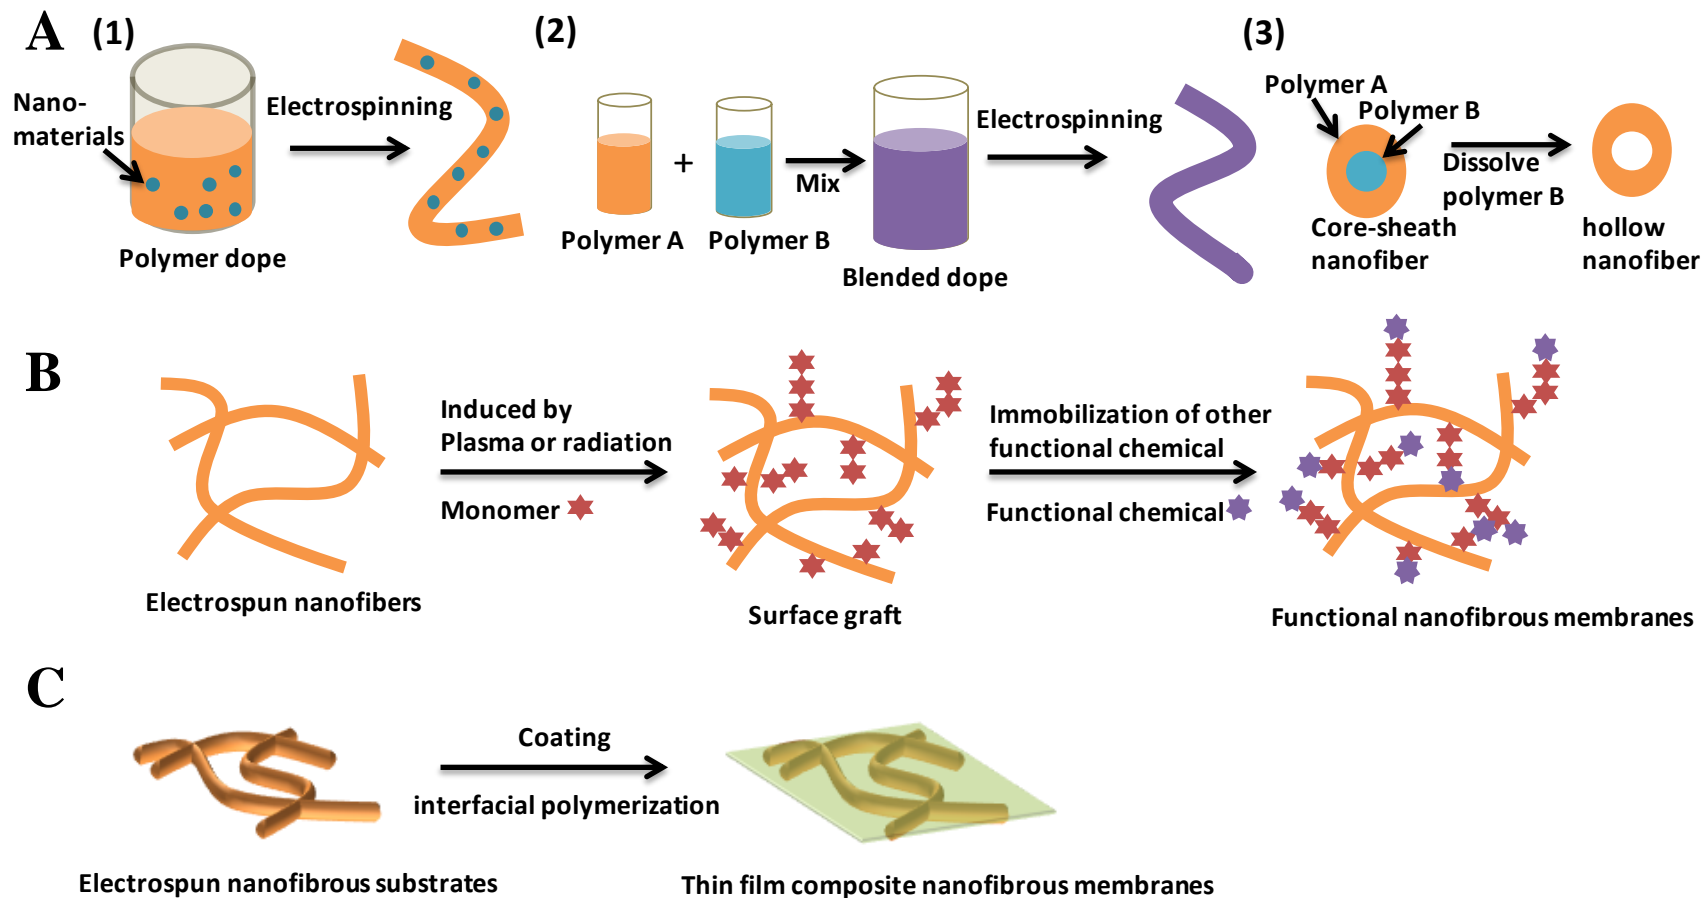 A
(1)
Nano-
materials
Polymer dope
Electrospinning
(2)
Polymer A
+
Polymer B
Mix
Blended dope
Electrospinning
(3)
Polymer A
Polymer B
Core-sheath
nanofiber
Dissolve
polymer B
hollow
nanofiber
B
Electrospun nanofibers
Induced by
Plasma or radiation
Monomer
Surface graft
Immobilization of other
functional chemical
Functional chemical
Functional nanofibrous membranes
C
Electrospun nanofibrous substrates
Coating
interfacial polymerization
Thin film composite nanofibrous membranes